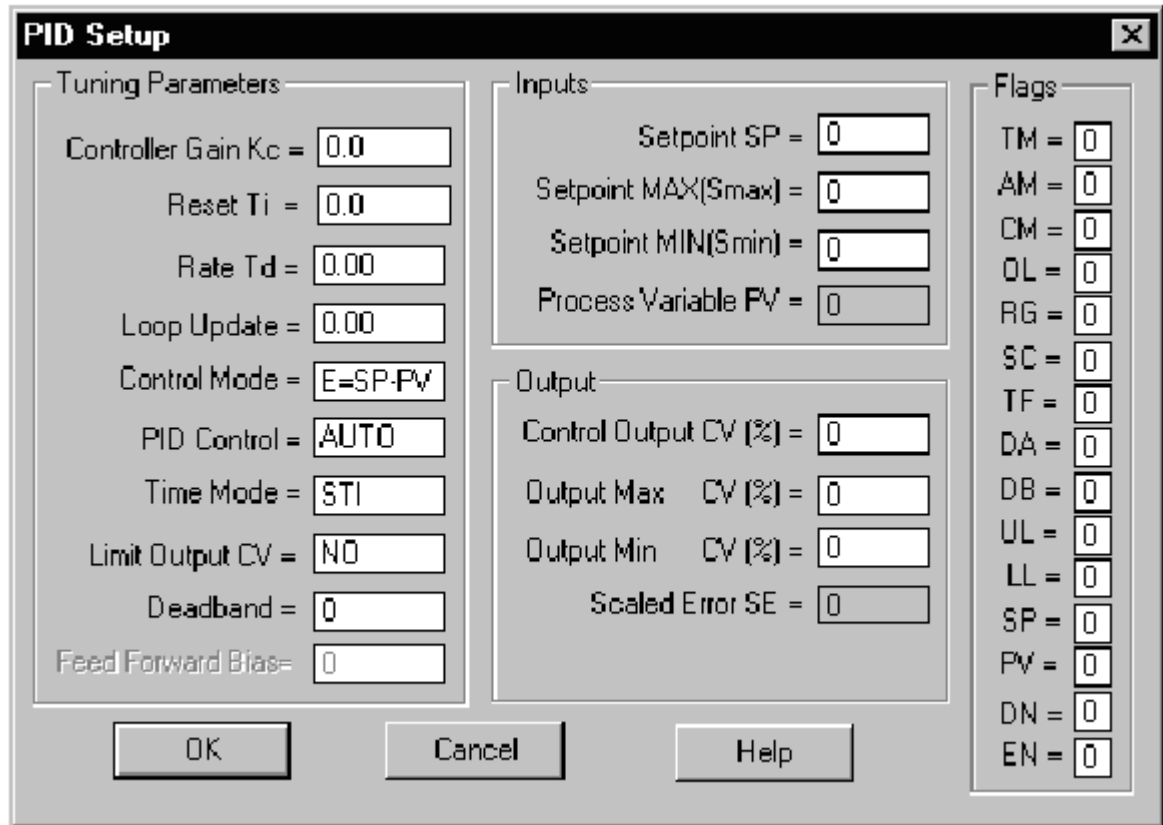 PID Setup
Tuning Parameters
Controller Gain Kc = 0.0
Reset Ti = 0.0
Rate Td = 0.00
Loop Update = 0.00
Control Mode = E=SP-PV
PID Control = AUTO
Time Mode = STI
Limit Output CV = NO
Deadband = 0
Feed Forward Bias= 0
Inputs
Setpoint SP = 0
Setpoint MAX(Smax) = 0
Setpoint MIN(Smin) = 0
Process Variable PV = 0
Output
Control Output CV (%) = 0
Output Max CV (%) = 0
Output Min CV (%) = 0
Scaled Error SE = 0
Flags
TM = 0
AM = 0
CM = 0
OL = 0
RG = 0
SC = 0
TF = 0
DA = 0
DB = 0
UL = 0
LL = 0
SP = 0
PV = 0
DN = 0
EN = 0
OK
Cancel
Help